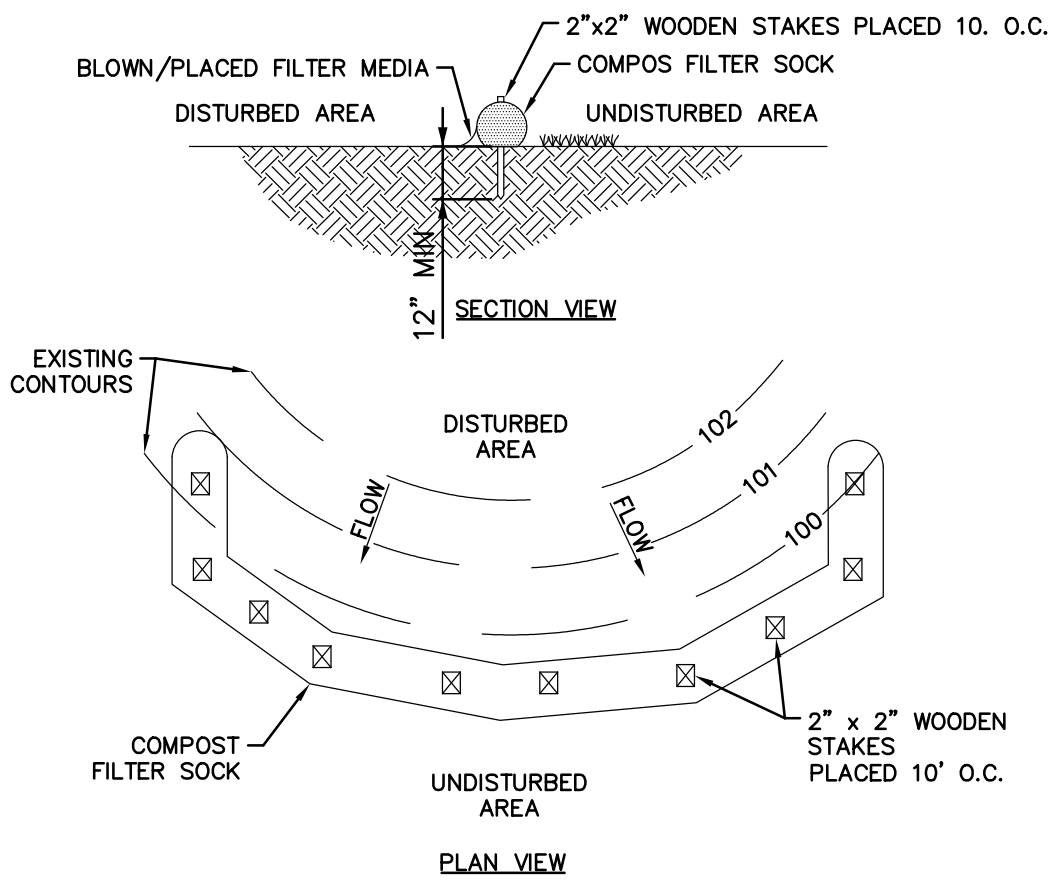 2”x2” WOODEN STAKES PLACED 10. O.C.
BLOWN/PLACED FILTER MEDIA
COMPOS FILTER SOCK
DISTURBED AREA
UNDISTURBED AREA
12” MIN
SECTION VIEW
EXISTING
CONTOURS
DISTURBED
AREA
102
101
100
FLOW
FLOW
COMPOST
FILTER SOCK
2” x 2” WOODEN
STAKES
PLACED 10’ O.C.
UNDISTURBED
AREA
PLAN VIEW